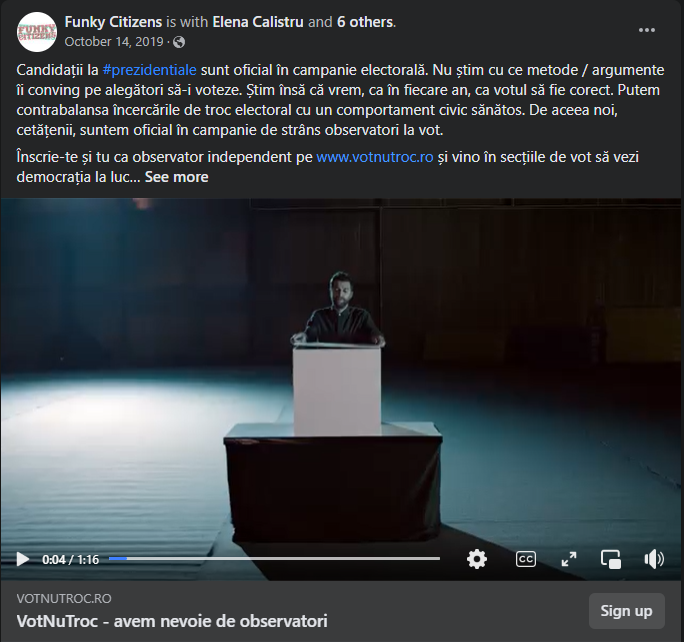 FUNKY CITIZENS
Funky Citizens is with Elena Calistru and 6 others.
October 14, 2019 ·
Candidații la #prezidentiale sunt oficial în campanie electorală. Nu știm cu ce metode / argumente
îi conving pe alegători să-i voteze. Știm însă că vrem, ca în fiecare an, ca votul să fie corect. Putem
contrabalansa încercările de troc electoral cu un comportament civic sănătos. De aceea noi,
cetățenii, suntem oficial în campanie de strâns observatori la vot.
Înscrie-te și tu ca observator independent pe www.votnutroc.ro și vino în secțiile de vot să vezi
democrația la luc... See more
0:04 / 1:16
CC
VOTNUTROC.RO
VotNuTroc - avem nevoie de observatori
Sign up